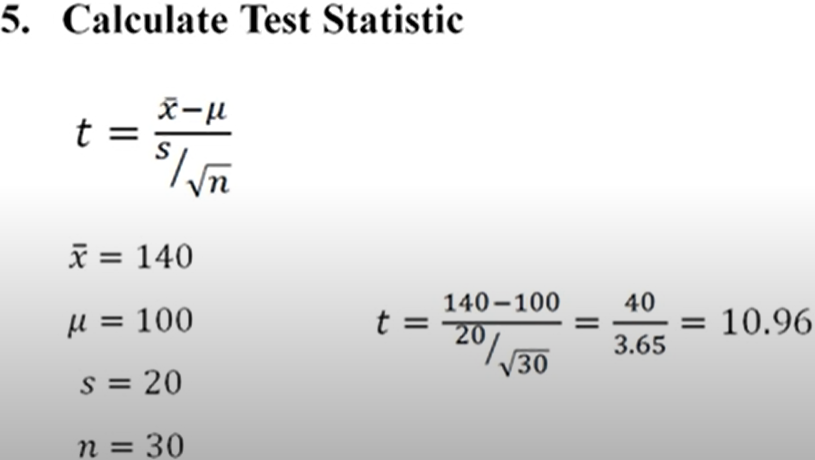 5. Calculate Test Statistic
t = x̄−μ / s/√n
x̄ = 140
μ = 100
t = 140−100 / 20/√30 = 40 / 3.65 = 10.96
s = 20
n = 30